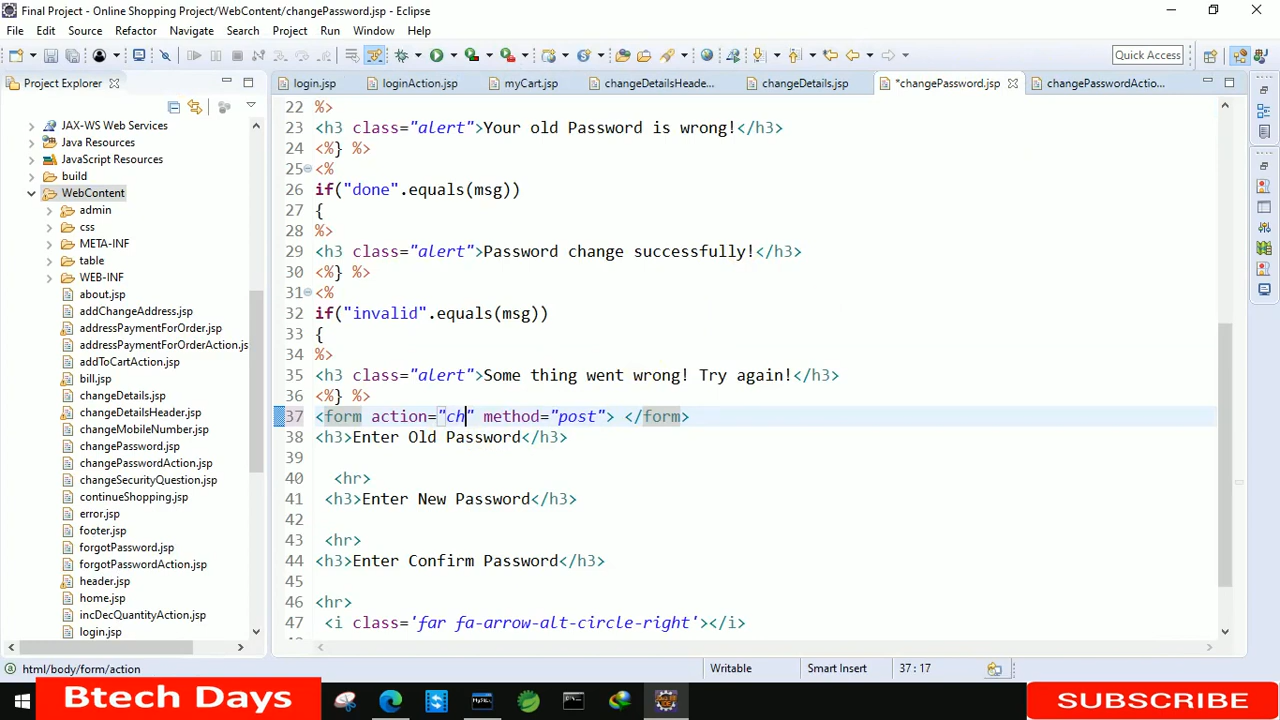 Final Project - Online Shopping Project/WebContent/changePassword.jsp - Eclipse
File Edit Source Refactor Navigate Search Project Run Window Help
Quick Access
Project Explorer
login.jsp
loginAction.jsp
myCart.jsp
changeDetailsHeade...
changeDetails.jsp
*changePassword.jsp
changePasswordActio...
JAX-WS Web Services
Java Resources
JavaScript Resources
build
WebContent
admin
css
META-INF
table
WEB-INF
about.jsp
addChangeAddress.jsp
addressPaymentForOrder.jsp
addressPaymentForOrderAction.js
addToCartAction.jsp
bill.jsp
changeDetails.jsp
changeDetailsHeader.jsp
changeMobileNumber.jsp
changePassword.jsp
changePasswordAction.jsp
changeSecurityQuestion.jsp
continueShopping.jsp
error.jsp
footer.jsp
forgotPassword.jsp
forgotPasswordAction.jsp
header.jsp
home.jsp
incDecQuantityAction.jsp
login.jsp
22 %>
23 <h3 class="alert">Your old Password is wrong!</h3>
24 <%} %>
25 <%
26 if("done".equals(msg))
27 {
28 %>
29 <h3 class="alert">Password change successfully!</h3>
30 <%} %>
31 <%
32 if("invalid".equals(msg))
33 {
34 %>
35 <h3 class="alert">Some thing went wrong! Try again!</h3>
36 <%} %>
37 <form action="ch" method="post"> </form>
38 <h3>Enter Old Password</h3>
39
40 <hr>
41 <h3>Enter New Password</h3>
42
43 <hr>
44 <h3>Enter Confirm Password</h3>
45
46 <hr>
47 <i class='far fa-arrow-alt-circle-right'></i>
html/body/form/action
Writable
Smart Insert
37 : 17
Btech Days
SUBSCRIBE